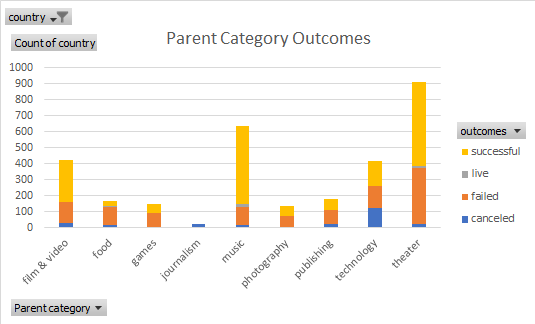 country
Count of country
Parent Category Outcomes
1000
900
800
700
600
500
400
300
200
100
0
film & video
food
games
journalism
music
photography
publishing
technology
theater
outcomes
successful
live
failed
canceled
Parent category